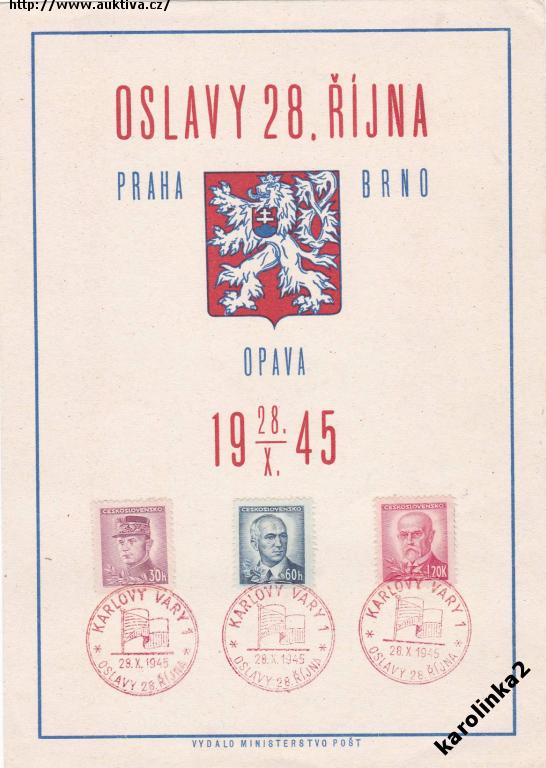 http://www.auktiva.cz/
OSLAVY 28. ŘÍJNA
PRAHA BRNO
OPAVA
19 28. X. 45
ČESKOSLOVENSKO
30h
ČESKOSLOVENSKO
60h
ČESKOSLOVENSKO
1.20K
KARLOVY VARY 1
28.X.1945
OSLAVY 28. ŘÍJNA
KARLOVY VARY 1
28.X.1945
OSLAVY 28. ŘÍJNA
KARLOVY VARY 1
28.X.1945
OSLAVY 28. ŘÍJNA
VYDALO MINISTERSTVO POŠT
karolinka2